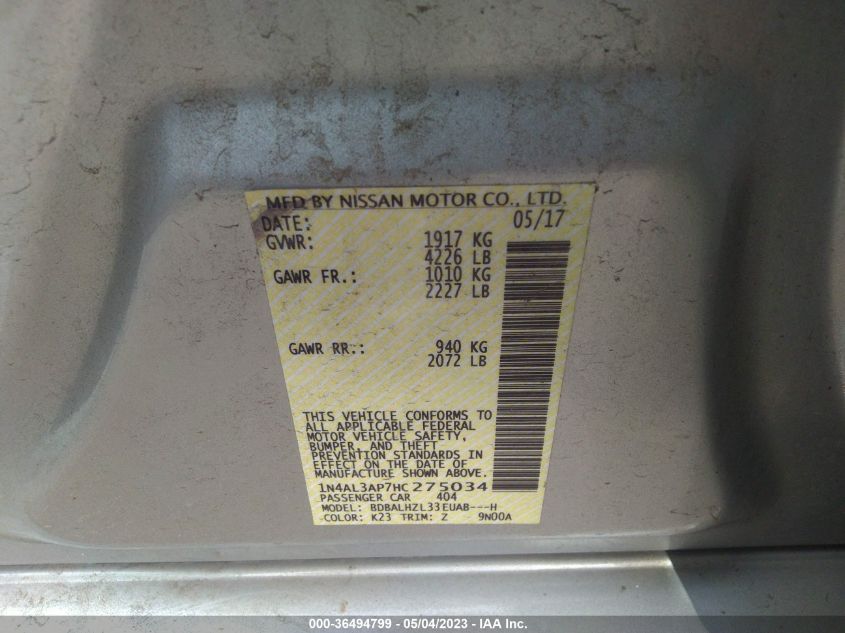 MFD BY NISSAN MOTOR CO., LTD.
DATE: 05/17
GVWR: 1917 KG
4226 LB
GAWR FR.: 1010 KG
2227 LB
GAWR RR.: 940 KG
2072 LB
THIS VEHICLE CONFORMS TO
ALL APPLICABLE FEDERAL
MOTOR VEHICLE SAFETY,
BUMPER, AND THEFT
PREVENTION STANDARDS IN
EFFECT ON THE DATE OF
MANUFACTURE SHOWN ABOVE.
1N4AL3AP7HC275034
PASSENGER CAR 404
MODEL: BDBALHZL33EUAB---H
COLOR: K23 TRIM: Z 9N00A
000-36494799 - 05/04/2023 - IAA Inc.